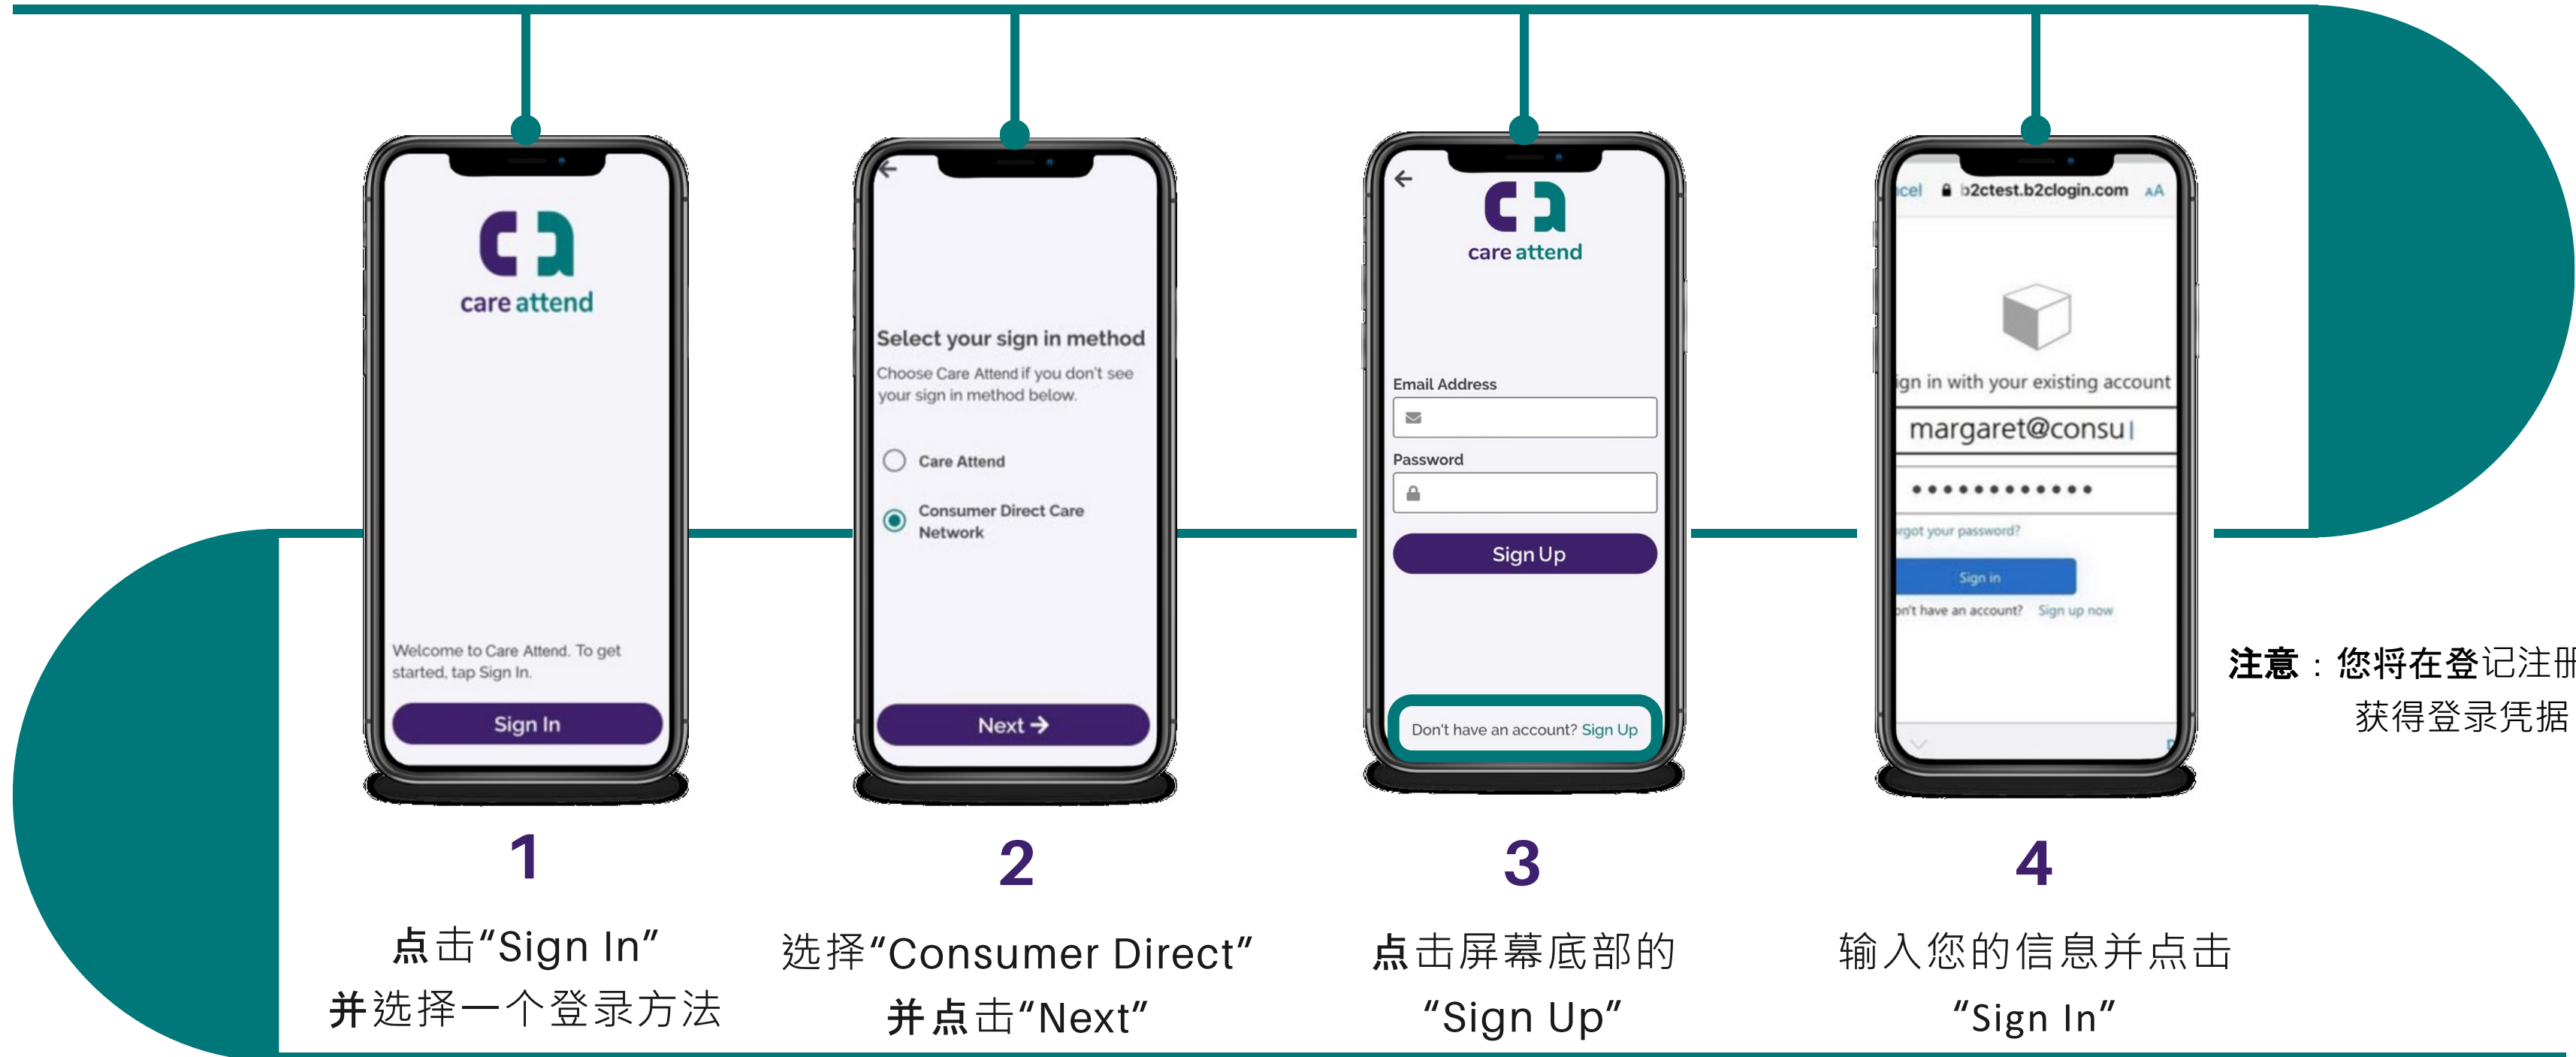 care attend
Welcome to Care Attend. To get
started, tap Sign In.
Sign In
1
点击“Sign In”
并选择一个登录方法
Select your sign in method
Choose Care Attend if you don't see
your sign in method below.
Care Attend
Consumer Direct Care
Network
Next →
2
选择“Consumer Direct”
并点击“Next”
care attend
Email Address
Password
Sign Up
Don't have an account? Sign Up
3
点击屏幕底部的
“Sign Up”
ncel b2ctest.b2clogin.com AA
ign in with your existing account
margaret@consu
••••••••••••
rgot your password?
Sign in
on't have an account? Sign up now
4
输入您的信息并点击
“Sign In”
注意：您将在登记注册
获得登录凭据